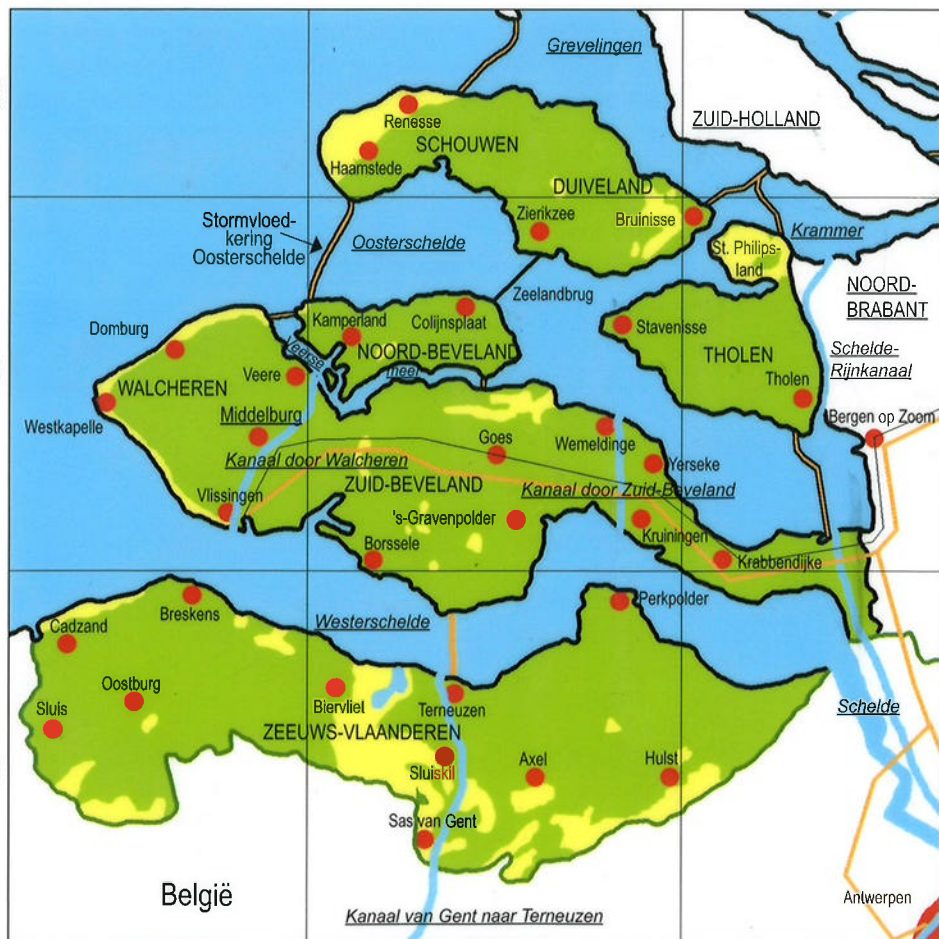 Grevelingen
ZUID-HOLLAND
Renesse
SCHOUWEN
Haamstede
DUIVELAND
Zierikzee
Bruinisse
Stormvloed-
kering
Oosterschelde
Oosterschelde
Krammer
St. Philips-
land
NOORD-
BRABANT
Zeelandbrug
Domburg
Kamperland
Colijnsplaat
Stavenisse
NOORD-BEVELAND
Veerse
meer
THOLEN
Schelde-
Rijnkanaal
Veere
WALCHEREN
Tholen
Westkapelle
Middelburg
Bergen op Zoom
Goes
Wemeldinge
Kanaal door Walcheren
Yerseke
ZUID-BEVELAND
Kanaal door Zuid-Beveland
Vlissingen
's-Gravenpolder
Kruiningen
Borssele
Krabbendijke
Breskens
Westerschelde
Perkpolder
Cadzand
Oostburg
Biervliet
Terneuzen
Sluis
Schelde
ZEEUWS-VLAANDEREN
Sluiskil
Axel
Hulst
Sas van Gent
België
Antwerpen
Kanaal van Gent naar Terneuzen